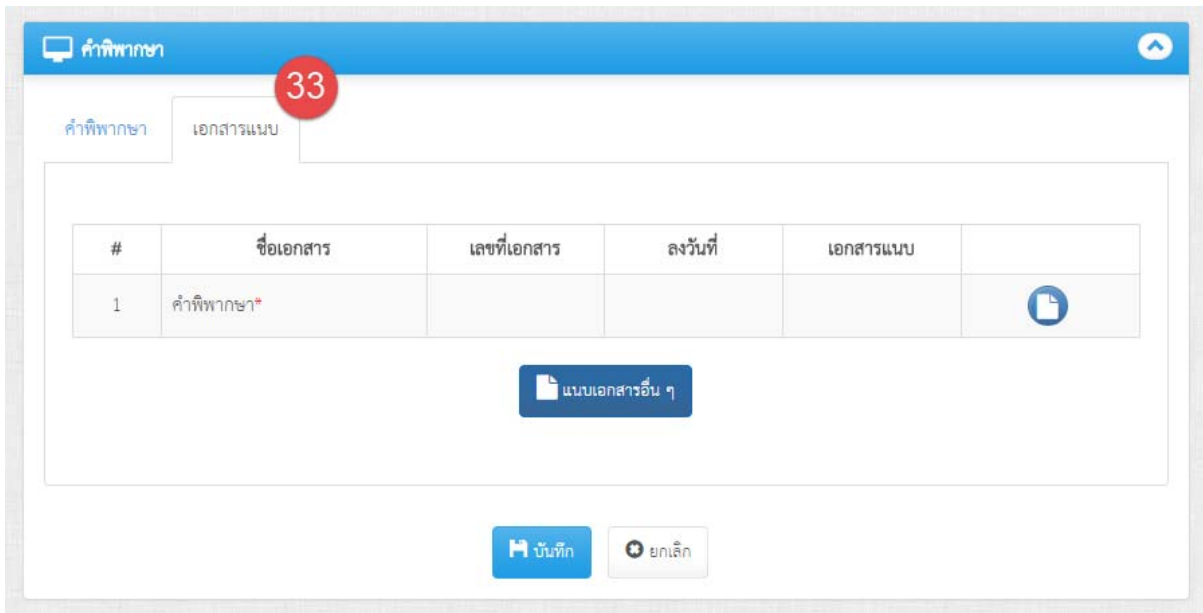 คำพิพากษา
33
คำพิพากษา เอกสารแนบ
# ชื่อเอกสาร เลขที่เอกสาร ลงวันที่ เอกสารแนบ
1 คำพิพากษา*
แนบเอกสารอื่น ๆ
บันทึก ยกเลิก